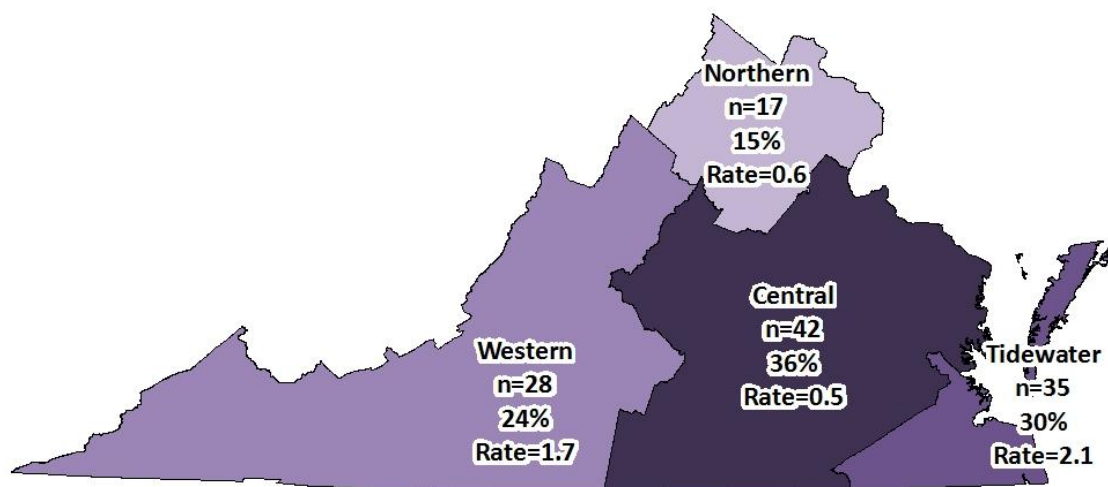 Northern
n=17
15%
Rate=0.6
Central
n=42
36%
Rate=0.5
Western
n=28
24%
Rate=1.7
Tidewater
n=35
30%
Rate=2.1